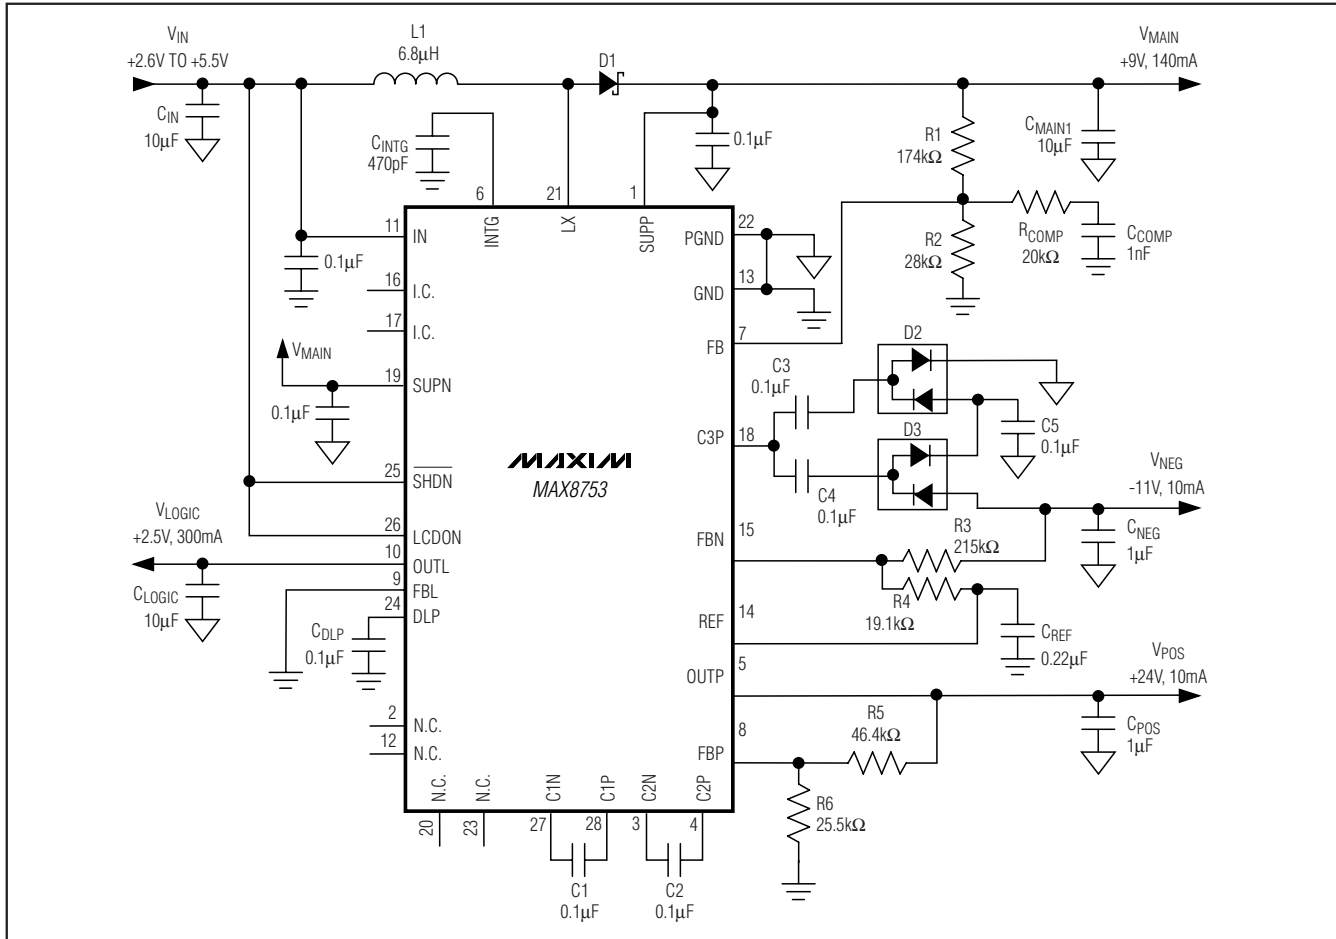 VIN
+2.6V TO +5.5V
L1
6.8µH
D1
VMAIN
+9V, 140mA
CIN
10µF
CINTG
470pF
0.1µF
R1
174kΩ
CMAIN1
10µF
6
21
1
INTG
LX
SUPP
11
IN
0.1µF
16
I.C.
17
I.C.
VMAIN
19
SUPN
0.1µF
25
SHDN
VLOGIC
+2.5V, 300mA
26
LCDON
10
OUTL
9
FBL
24
DLP
CLOGIC
10µF
CDLP
0.1µF
2
N.C.
12
N.C.
MAXIM
MAX8753
PGND
22
GND
13
FB
7
R2
28kΩ
RCOMP
20kΩ
CCOMP
1nF
C3
0.1µF
D2
C5
0.1µF
C3P
18
D3
C4
0.1µF
VNEG
-11V, 10mA
FBN
15
R3
215kΩ
CNEG
1µF
R4
19.1kΩ
REF
14
CREF
0.22µF
OUTP
5
VPOS
+24V, 10mA
R5
46.4kΩ
CPOS
1µF
FBP
8
R6
25.5kΩ
N.C.
N.C.
C1N
C1P
C2N
C2P
20
23
27
28
3
4
C1
0.1µF
C2
0.1µF